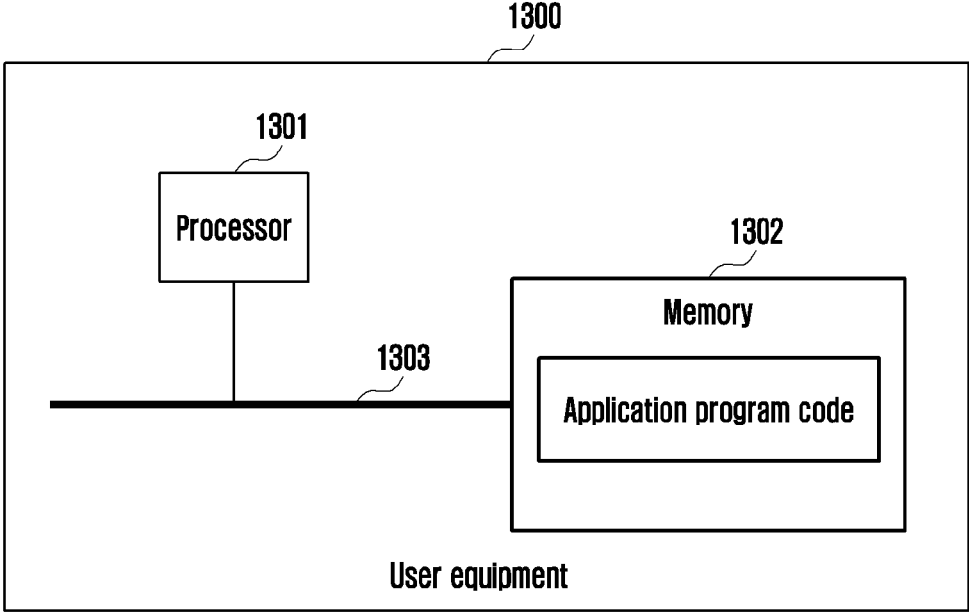 1300
1301
Processor
1302
Memory
1303
Application program code
User equipment